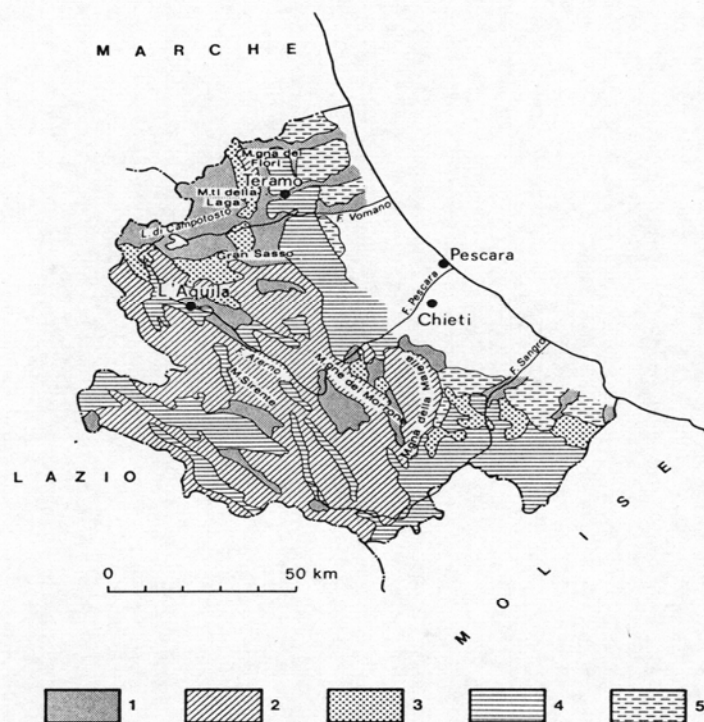 MARCHE
M.gna dei
Fiori
Teramo
M.ti della
Laga
L. di Campotosto
F. Vomano
Gran Sasso
Pescara
L'Aquila
F. Pescara
Chieti
F. Aterno
M. Sirente
M.gne del Morrone
M.gna della
Maiella
F. Sangro
LAZIO
MOLISE
0 50 km
1 2 3 4 5